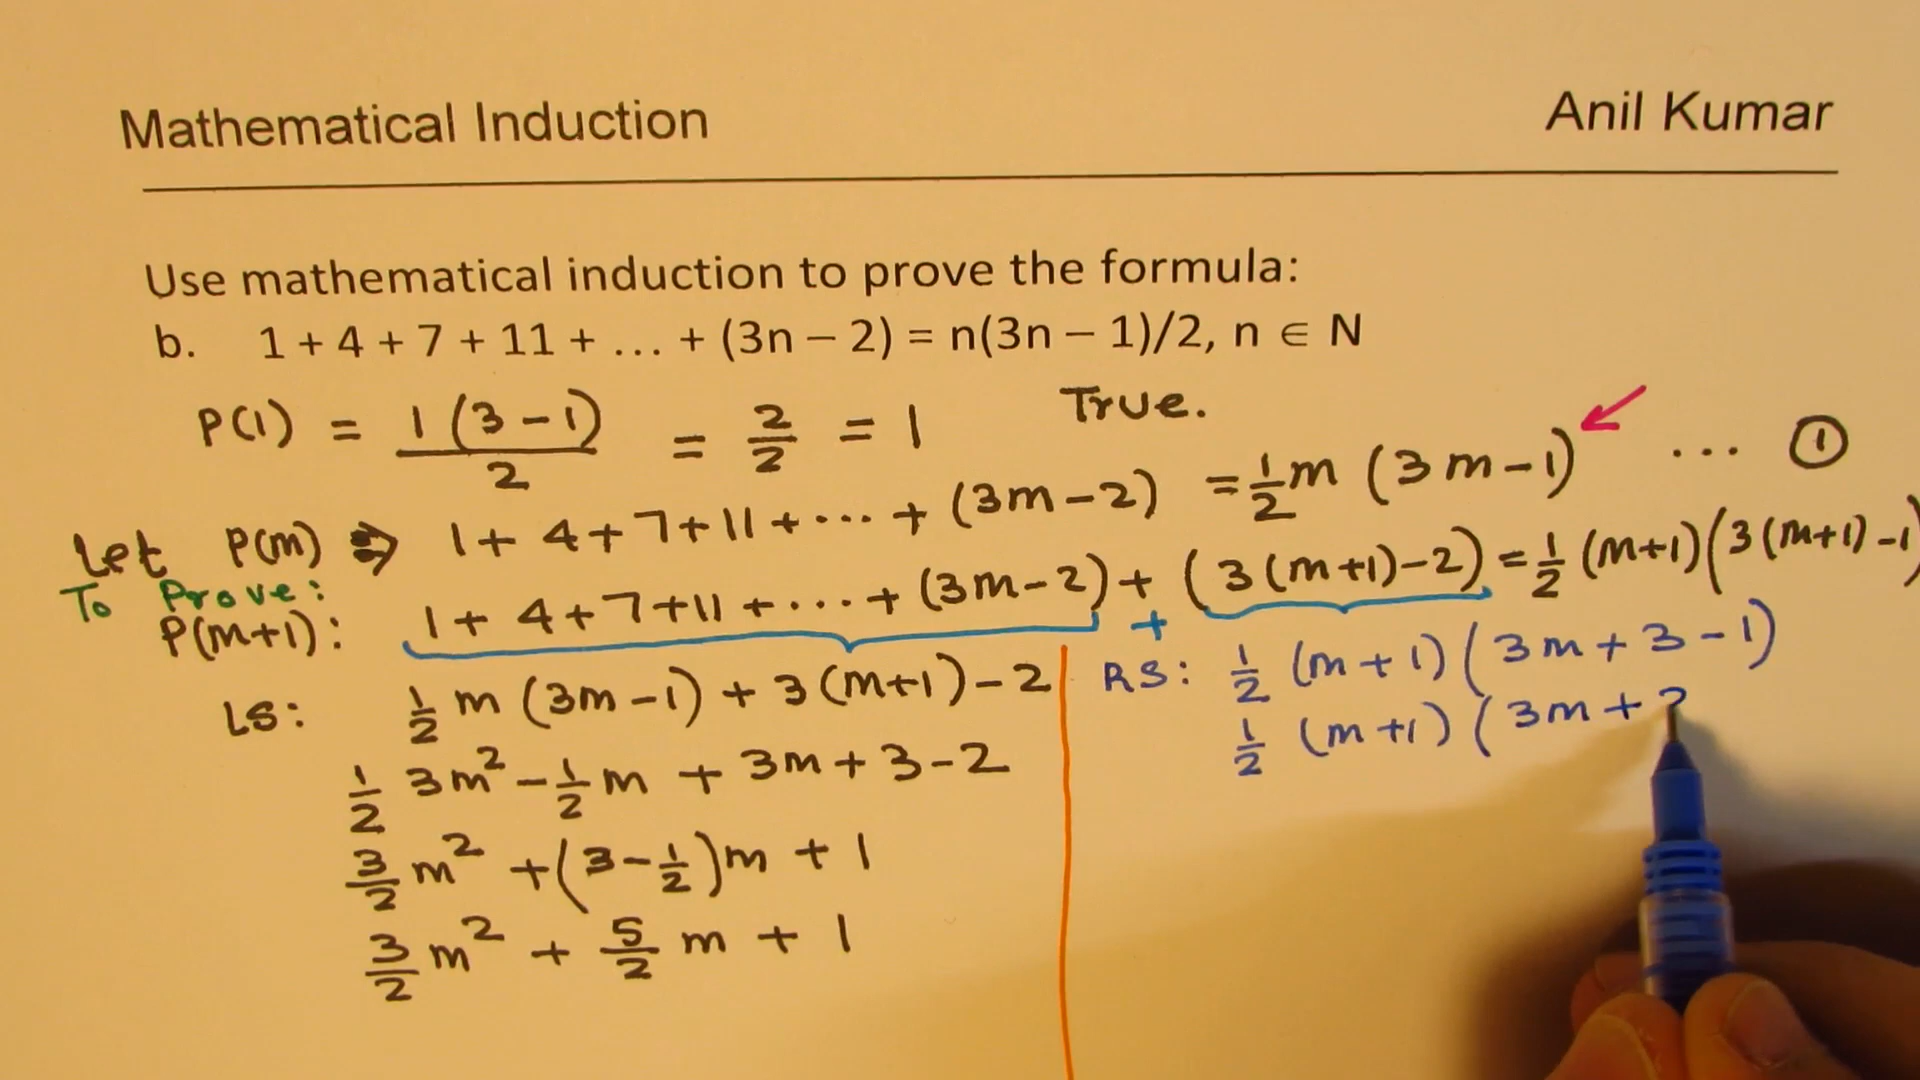 Mathematical Induction
Anil Kumar
Use mathematical induction to prove the formula:
b. 1 + 4 + 7 + 11 + … + (3n – 2) = n(3n – 1)/2, n ∈ N
P(1) = 1(3-1)/2 = 2/2 = 1 True.
Let P(m) ⇒ 1 + 4 + 7 + 11 + ... + (3m-2) = 1/2 m (3m-1) ... ①
To Prove:
P(m+1): 1 + 4 + 7 + 11 + ... + (3m-2) + (3(m+1)-2) = 1/2 (m+1)(3(m+1)-1)
+
LS: 1/2 m (3m-1) + 3(m+1) - 2
1/2 3m² - 1/2 m + 3m + 3 - 2
3/2 m² + (3 - 1/2)m + 1
3/2 m² + 5/2 m + 1
RS: 1/2 (m+1)(3m+3-1)
1/2 (m+1)(3m+